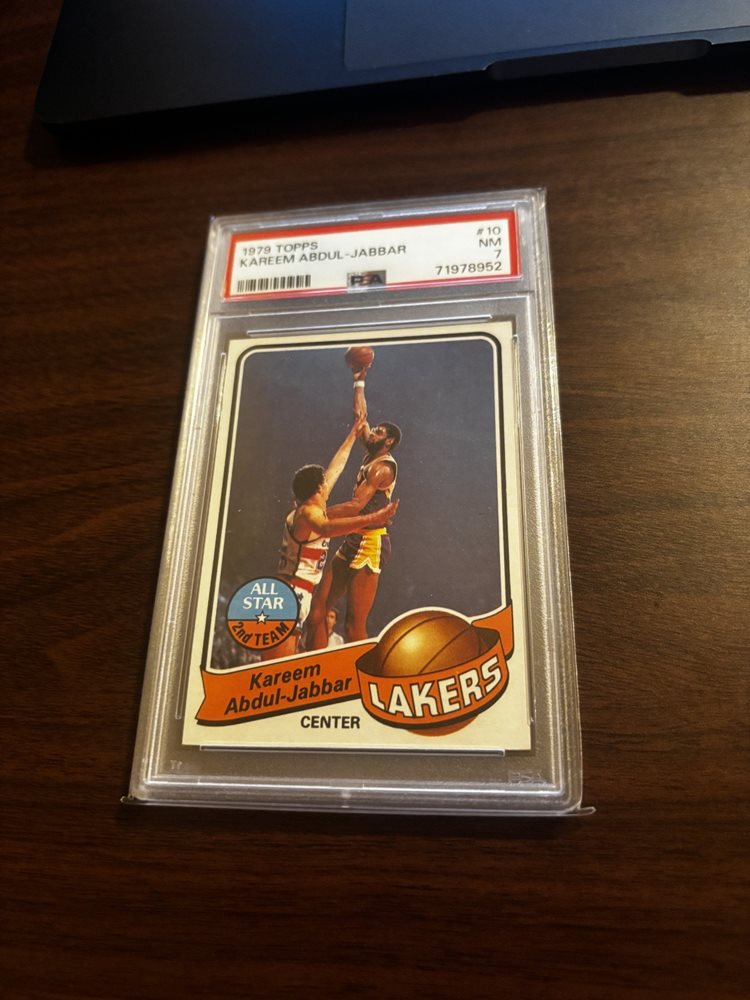 1979 TOPPS
#10
KAREEM ABDUL-JABBAR
NM
7
PSA
71978952
ALL
STAR
2nd TEAM
Kareem
Abdul-Jabbar
LAKERS
CENTER